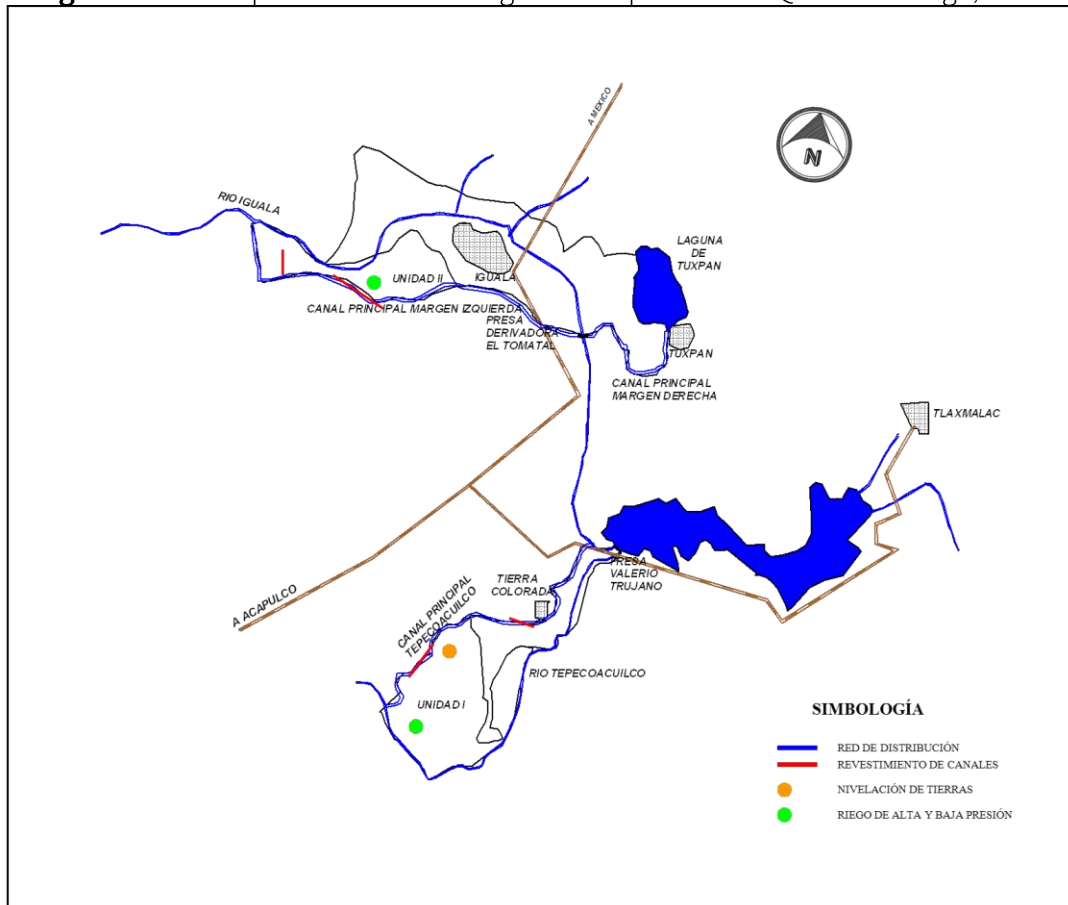 A MEXICO
N
RIO IGUALA
LAGUNA
DE
TUXPAN
UNIDAD II
IGUALA
CANAL PRINCIPAL MARGEN IZQUIERDA
PRESA
DERIVADORA
EL TOMATAL
TUXPAN
CANAL PRINCIPAL
MARGEN DERECHA
TLAXMALAC
PRESA
VALERIO
TRUJANO
TIERRA
COLORADA
A ACAPULCO
CANAL PRINCIPAL
TEPECOACUILCO
RIO TEPECOACUILCO
UNIDAD I
SIMBOLOGÍA
RED DE DISTRIBUCIÓN
REVESTIMIENTO DE CANALES
NIVELACIÓN DE TIERRAS
RIEGO DE ALTA Y BAJA PRESIÓN